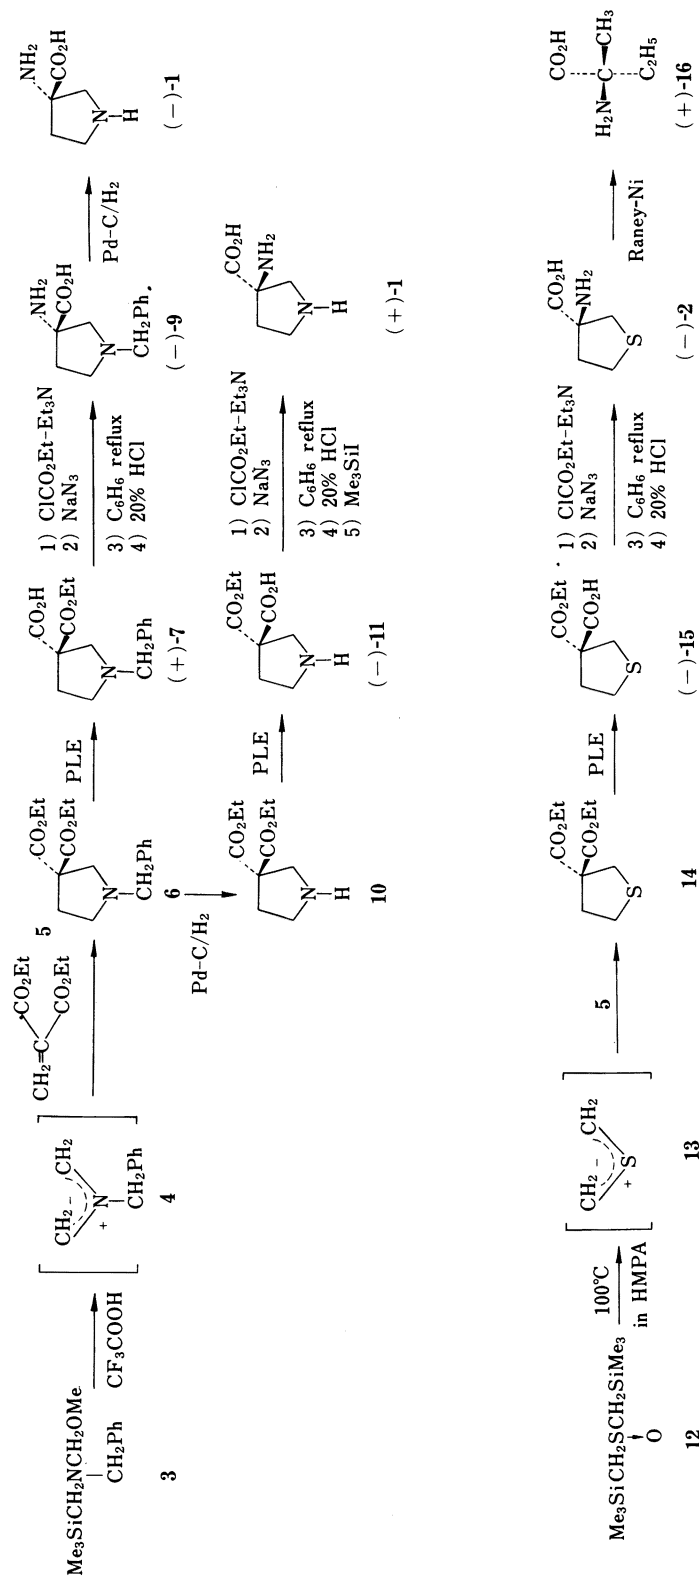 Me3SiCH2NCH2OMe
CH2Ph
3
CF3COOH
CH2 - CH2
N
+
CH2Ph
4
CH2=C
CO2Et
CO2Et
5
CO2Et
CO2Et
N
CH2Ph
6
PLE
CO2H
CO2Et
N
CH2Ph
(+)-7
1) ClCO2Et-Et3N
2) NaN3
3) C6H6 reflux
4) 20% HCl
NH2
CO2H
N
CH2Ph.
(-)-9
Pd-C/H2
NH2
CO2H
N
H
(-)-1
Pd-C/H2
CO2Et
CO2Et
N
H
10
PLE
CO2Et
CO2H
N
H
(-)-11
1) ClCO2Et-Et3N
2) NaN3
3) C6H6 reflux
4) 20% HCl
5) Me3SiI
CO2H
NH2
N
H
(+)-1
Me3SiCH2SCH2SiMe3
O
12
100℃
in HMPA
CH2 - CH2
S
+
13
5
CO2Et
CO2Et
S
14
PLE
CO2Et
CO2H
S
(-)-15
1) ClCO2Et-Et3N
2) NaN3
3) C6H6 reflux
4) 20% HCl
CO2H
NH2
S
(-)-2
Raney-Ni
CO2H
H2N C CH3
C2H5
(+)-16